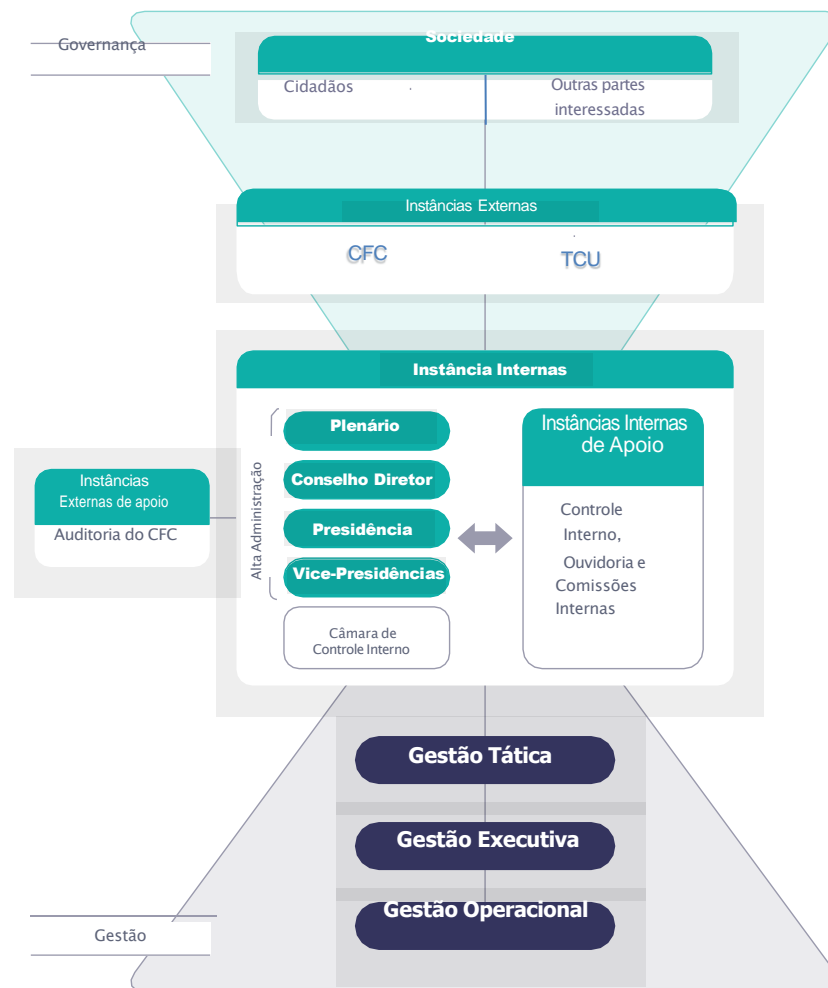 Governança
Sociedade
Cidadãos
Outras partes
interessadas
Instâncias Externas
CFC
TCU
Instância Internas
Alta Administração
Plenário
Conselho Diretor
Presidência
Vice-Presidências
Câmara de
Controle Interno
Instâncias Internas
de Apoio
Controle
Interno,
Ouvidoria e
Comissões
Internas
Instâncias
Externas de apoio
Auditoria do CFC
Gestão Tática
Gestão Executiva
Gestão Operacional
Gestão